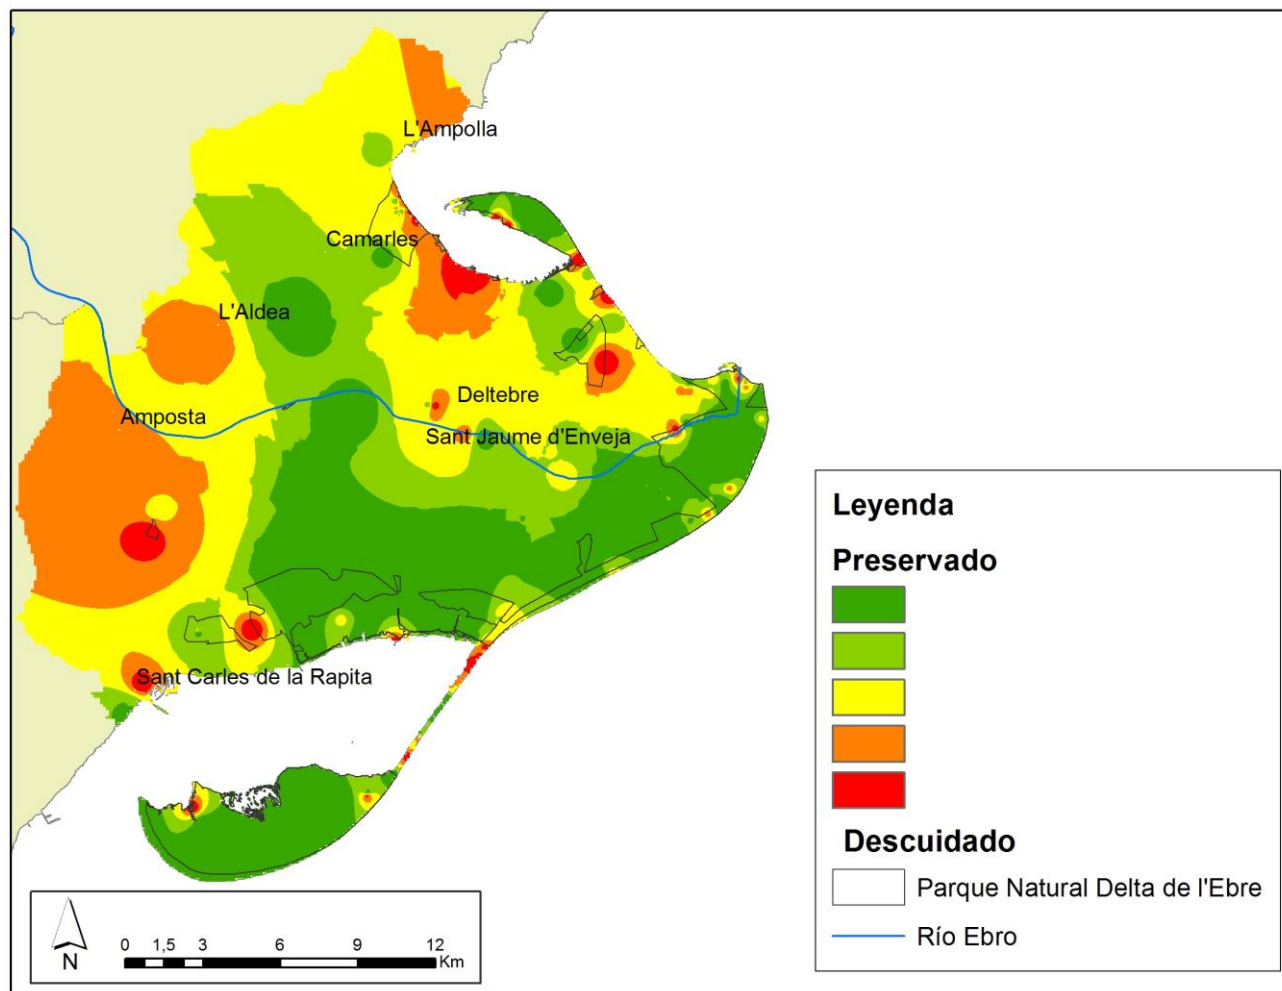 L'Ampolla
Camarles
L'Aldea
Deltebre
Amposta
Sant Jaume d'Enveja
Sant Carles de la Rapita
Leyenda
Preservado
Descuidado
Parque Natural Delta de l'Ebre
Río Ebro
N
0 1,5 3 6 9 12
Km